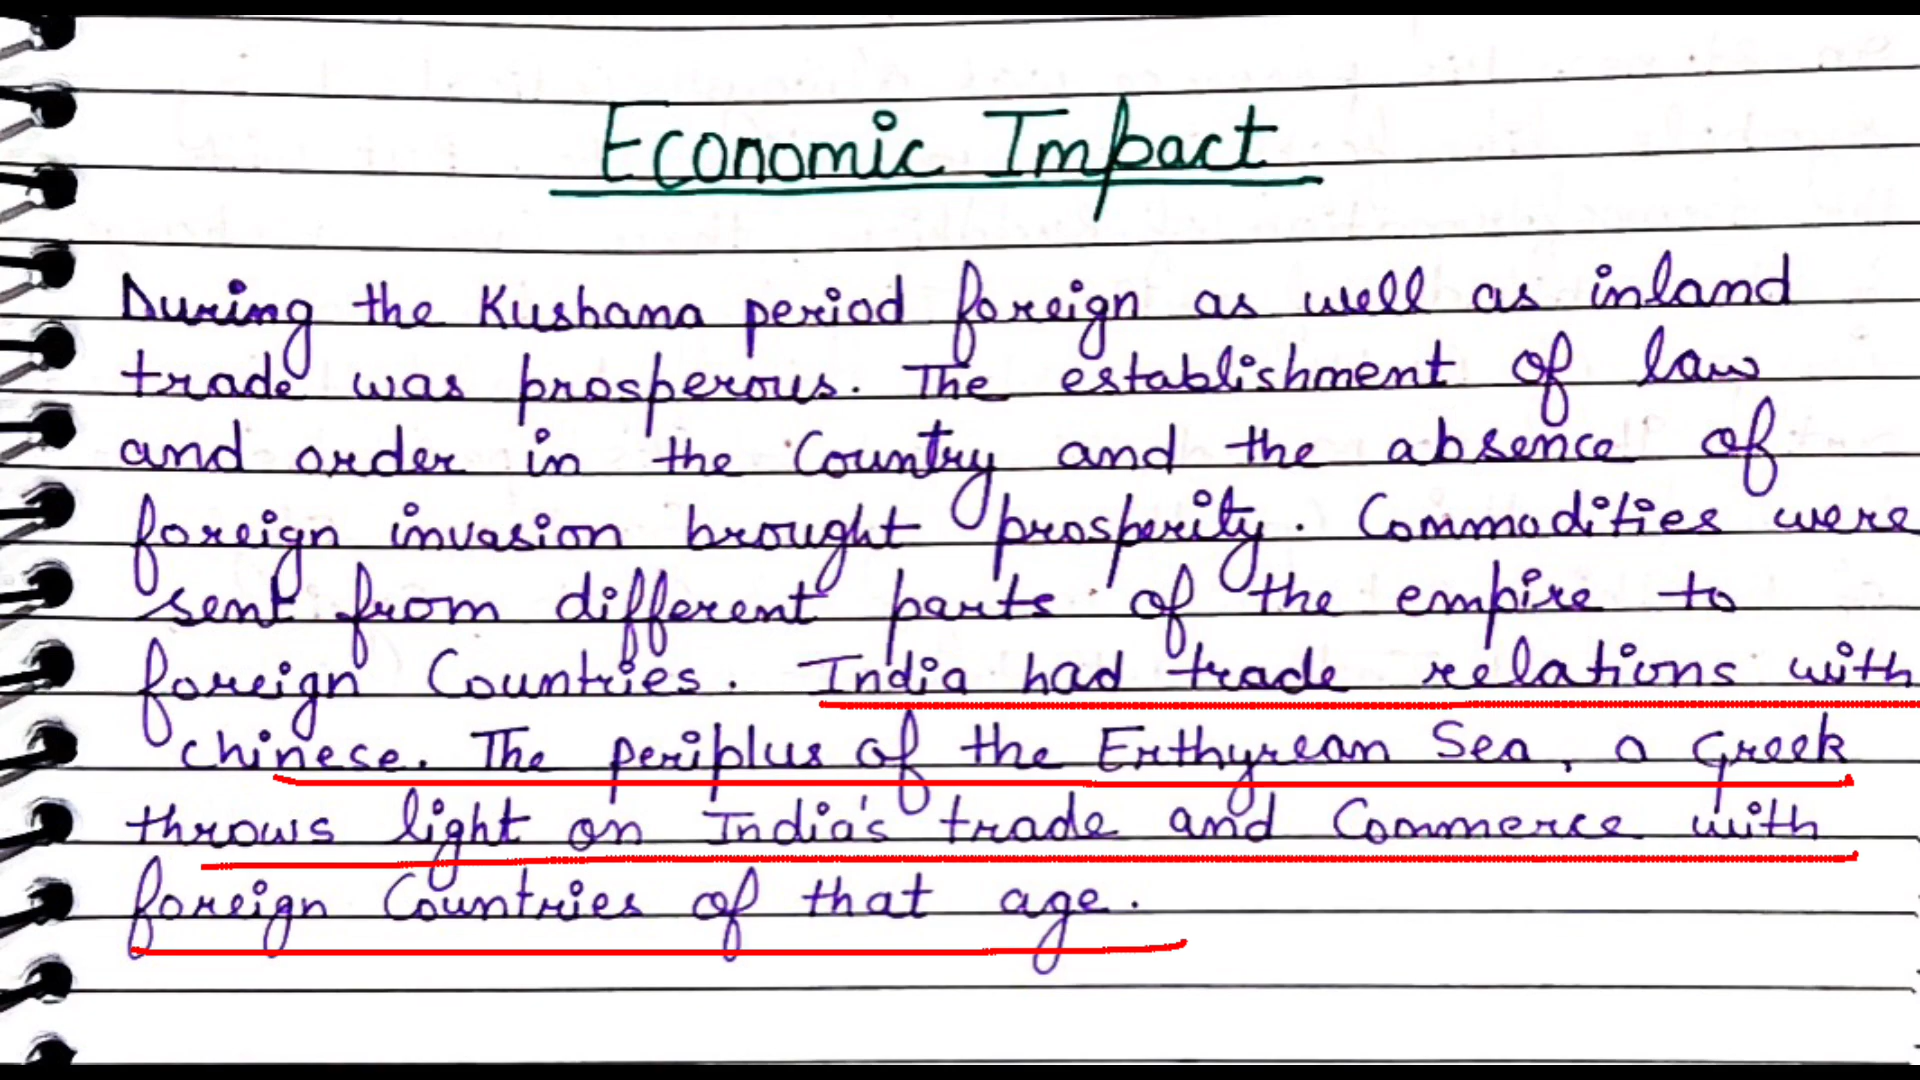 Economic Impact
During the Kushana period foreign as well as inland
trade was prosperous. The establishment of law
and order in the Country and the absence of
foreign invasion brought prosperity. Commodities were
sent from different parts of the empire to
foreign Countries. India had trade relations with
chinese. The periplus of the Erthyrean Sea, a Greek
throws light on India's trade and Commerce with
foreign Countries of that age.